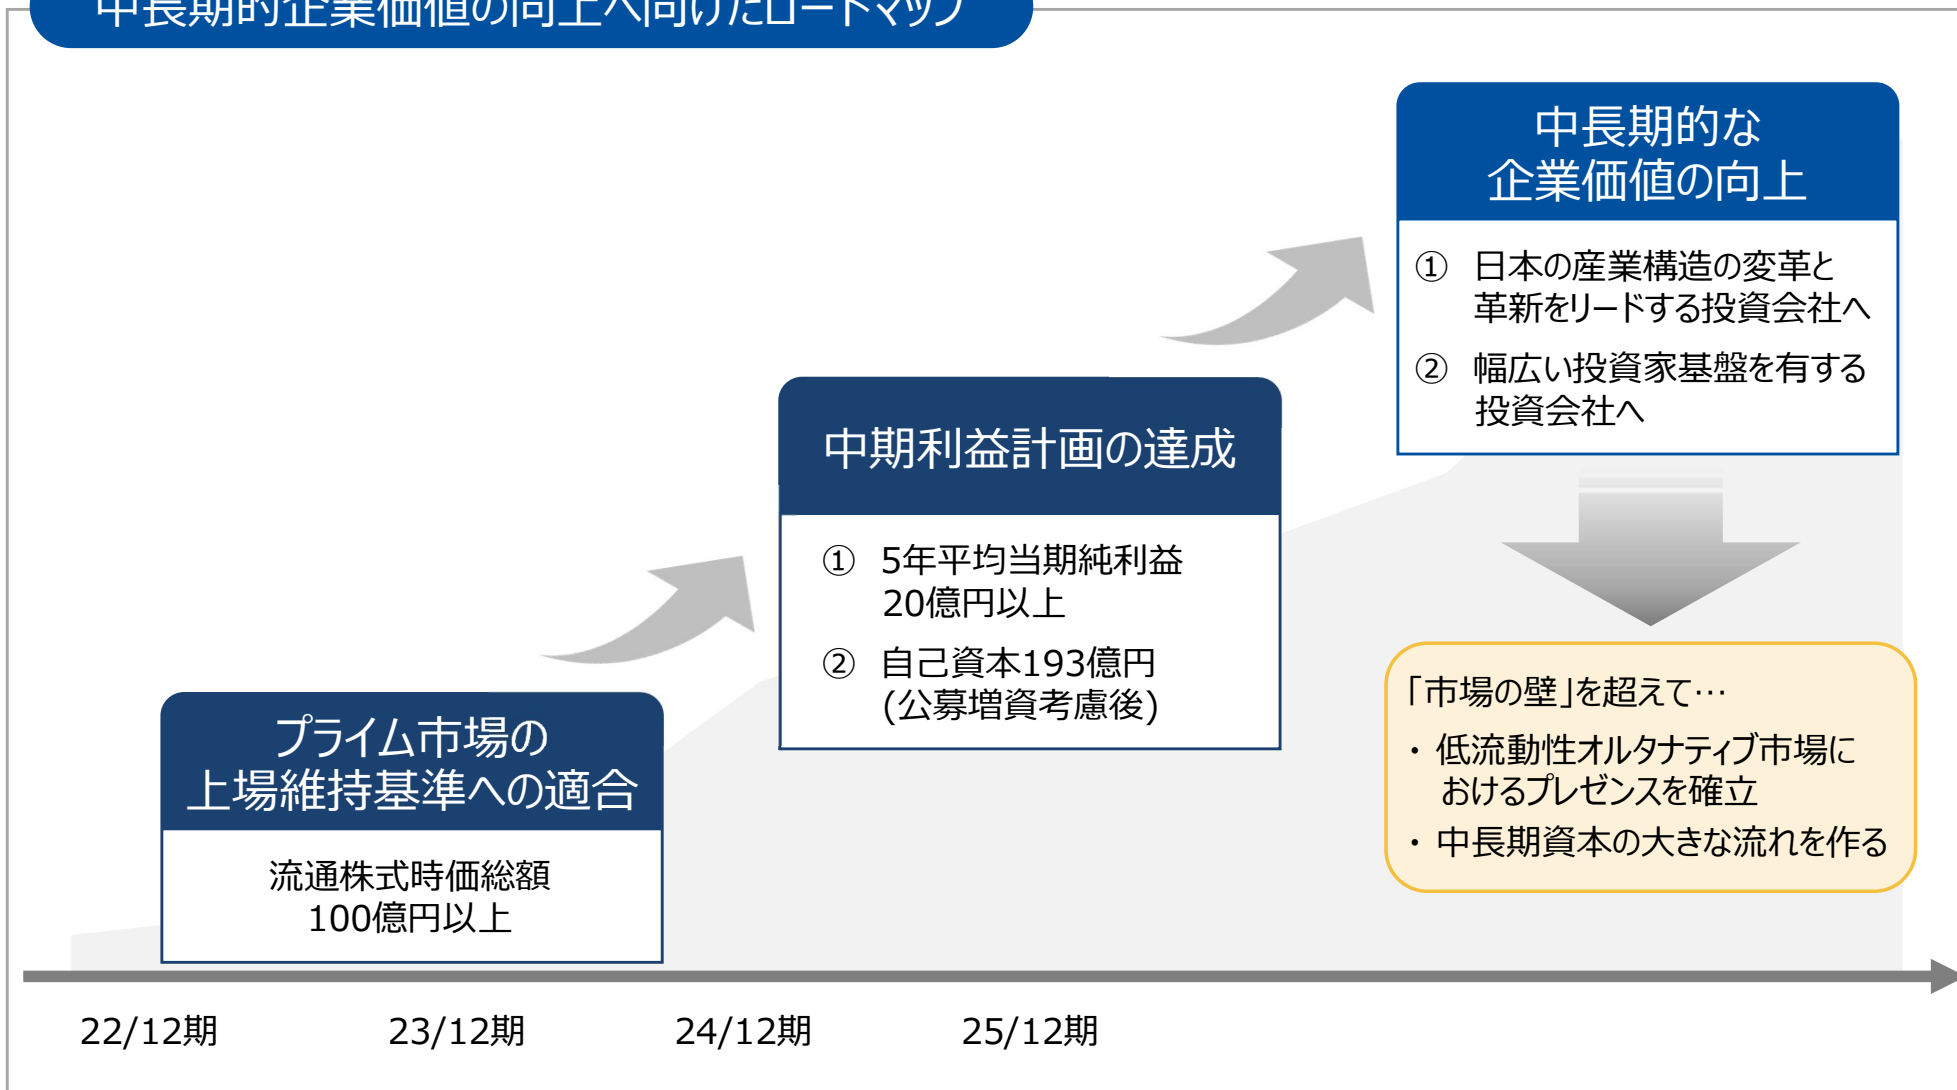 中長期的企業価値の向上へ向けたロードマップ
中長期的な
企業価値の向上
① 日本の産業構造の変革と
革新をリードする投資会社へ
② 幅広い投資家基盤を有する
投資会社へ
中期利益計画の達成
① 5年平均当期純利益
20億円以上
② 自己資本193億円
(公募増資考慮後)
プライム市場の
上場維持基準への適合
流通株式時価総額
100億円以上
「市場の壁」を超えて…
・ 低流動性オルタナティブ市場に
おけるプレゼンスを確立
・ 中長期資本の大きな流れを作る
22/12期 23/12期 24/12期 25/12期